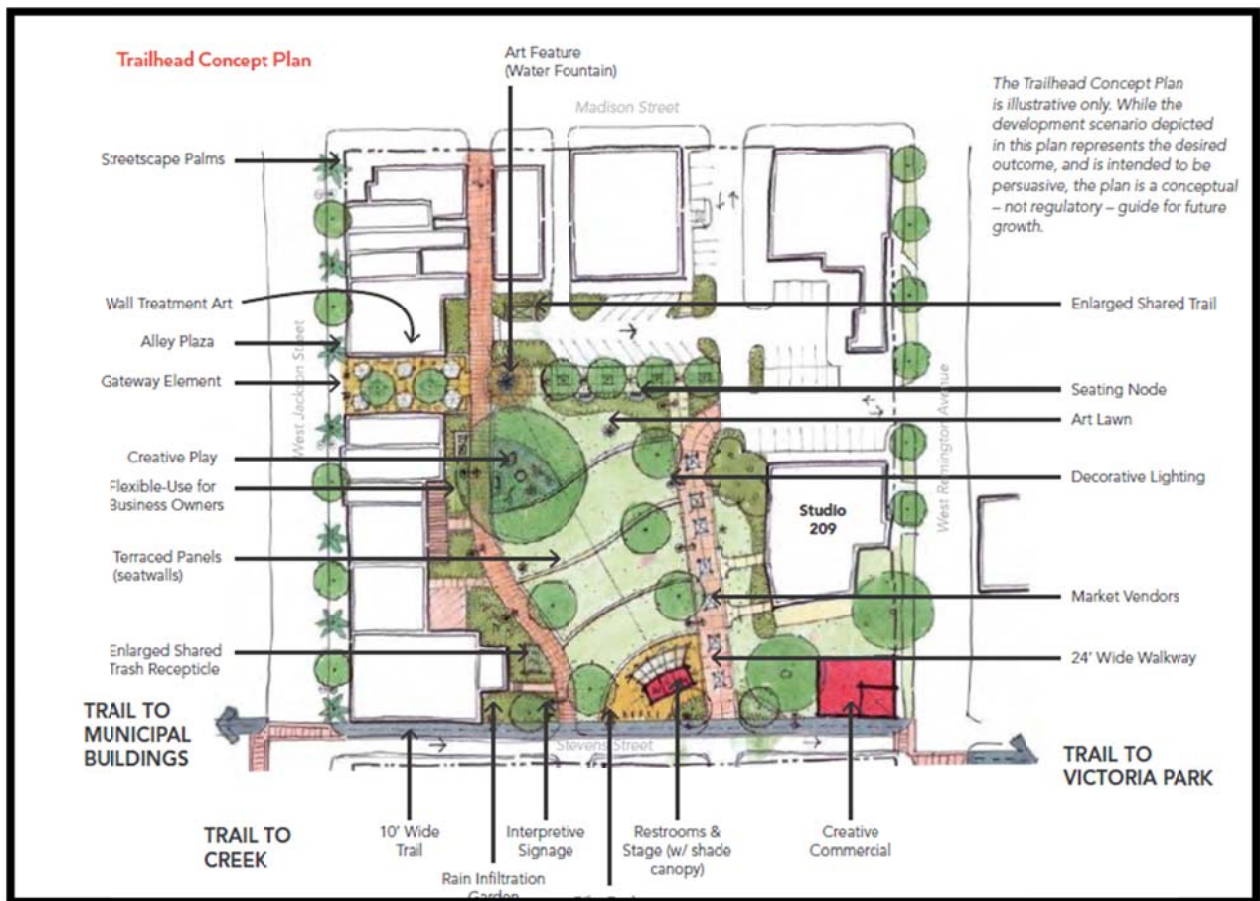 Trailhead Concept Plan
Art Feature
(Water Fountain)
Madison Street
The Trailhead Concept Plan
is illustrative only. While the
development scenario depicted
in this plan represents the desired
outcome, and is intended to be
persuasive, the plan is a conceptual
– not regulatory – guide for future
growth.
Streetscape Palms
Wall Treatment Art
Alley Plaza
Gateway Element
Creative Play
Flexible-Use for
Business Owners
Terraced Panels
(seatwalls)
Enlarged Shared
Trash Recepticle
West Jackson Street
Enlarged Shared Trail
Seating Node
Art Lawn
Decorative Lighting
West Remington Avenue
Studio
209
Market Vendors
24' Wide Walkway
TRAIL TO
MUNICIPAL
BUILDINGS
Stevens Street
TRAIL TO
VICTORIA PARK
TRAIL TO
CREEK
10' Wide
Trail
Rain Infiltration
Garden
Interpretive
Signage
Restrooms &
Stage (w/ shade
canopy)
Creative
Commercial